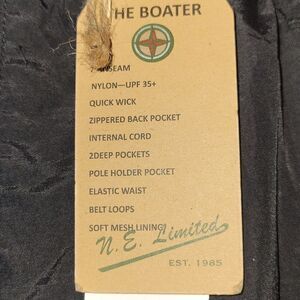 THE BOATER
INSEAM
NYLON—UPF 35+
QUICK WICK
ZIPPERED BACK POCKET
INTERNAL CORD
2DEEP POCKETS
POLE HOLDER POCKET
ELASTIC WAIST
BELT LOOPS
SOFT MESH LINING
N. E. Limited
EST. 1985